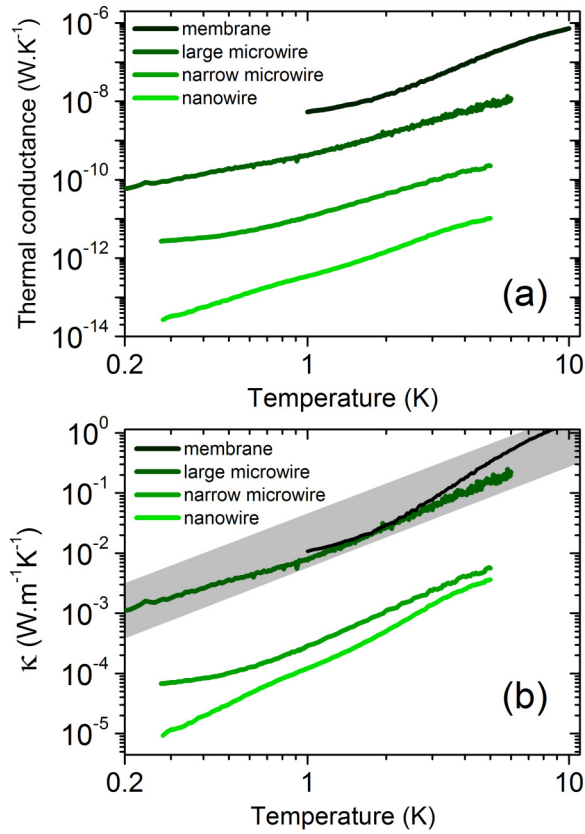 10⁻⁶
10⁻⁸
10⁻¹⁰
10⁻¹²
10⁻¹⁴
Thermal conductance (W.K⁻¹)
membrane
large microwire
narrow microwire
nanowire
(a)
0.2
1
10
Temperature (K)
10⁰
10⁻¹
10⁻²
10⁻³
10⁻⁴
10⁻⁵
κ (W.m⁻¹K⁻¹)
membrane
large microwire
narrow microwire
nanowire
(b)
0.2
1
10
Temperature (K)